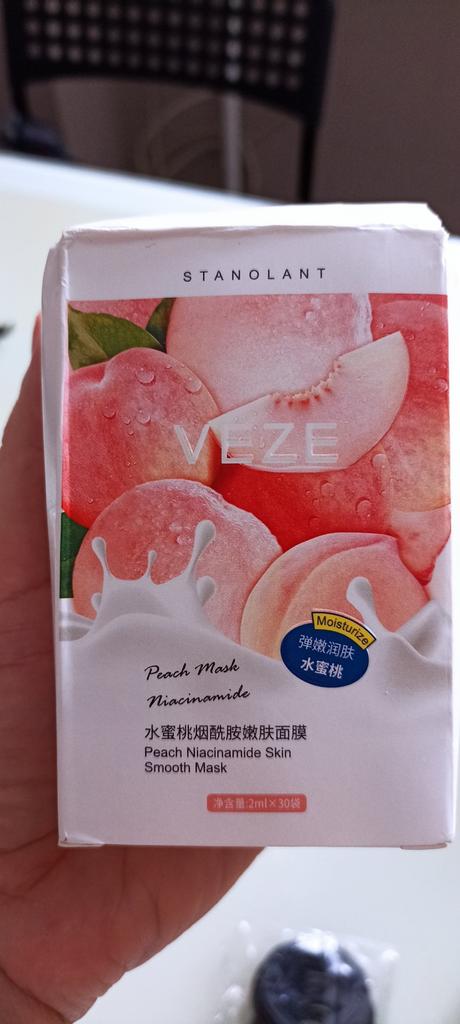 STANOLANT
VEZE
Moisturize
弹嫩润肤
水蜜桃
Peach Mask
Niacinamide
水蜜桃烟酰胺嫩肤面膜
Peach Niacinamide Skin
Smooth Mask
净含量:2ml×30袋